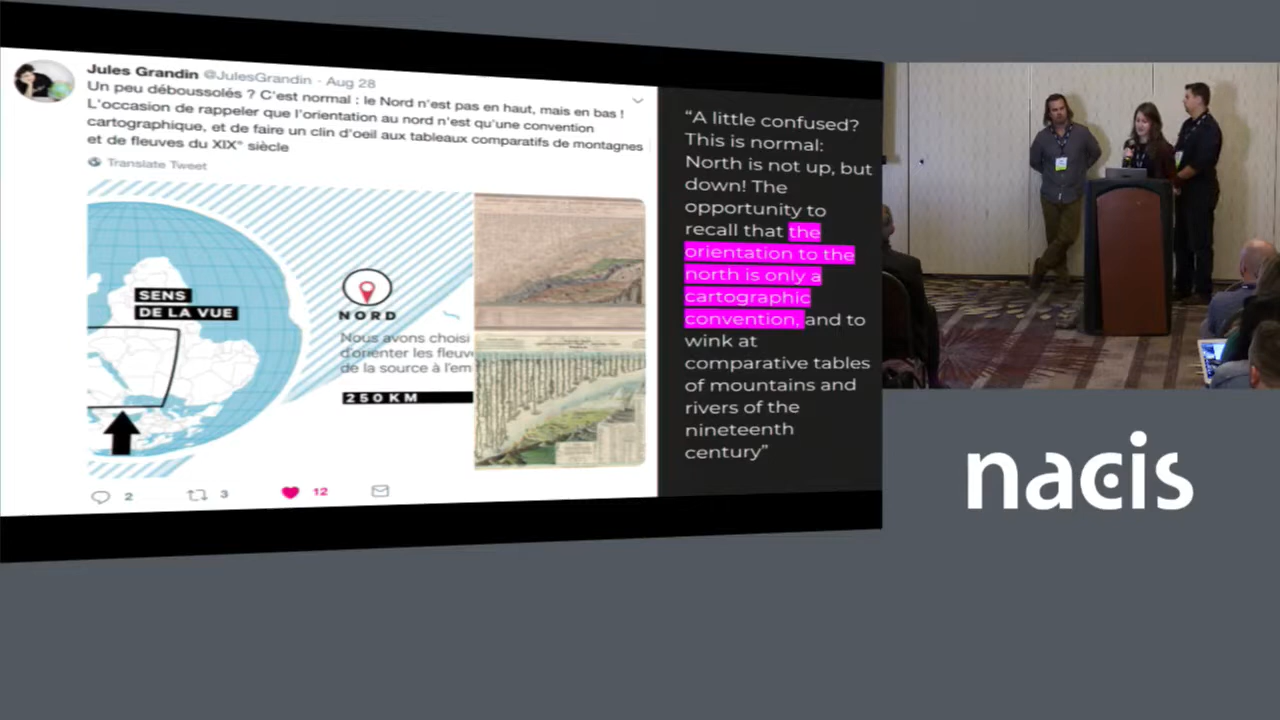 Jules Grandin @JulesGrandin · Aug 28
Un peu déboussolés ? C'est normal : le Nord n'est pas en haut, mais en bas !
L'occasion de rappeler que l'orientation au nord n'est qu'une convention
cartographique, et de faire un clin d'oeil aux tableaux comparatifs de montagnes
et de fleuves du XIX° siècle
Translate Tweet
SENS
DE LA VUE
NORD
Nous avons choisi
d'orienter les fleuv
de la source à l'em
250 KM
2
3
12
"A little confused?
This is normal:
North is not up, but
down! The
opportunity to
recall that the
orientation to the
north is only a
cartographic
convention, and to
wink at
comparative tables
of mountains and
rivers of the
nineteenth
century"
nacis